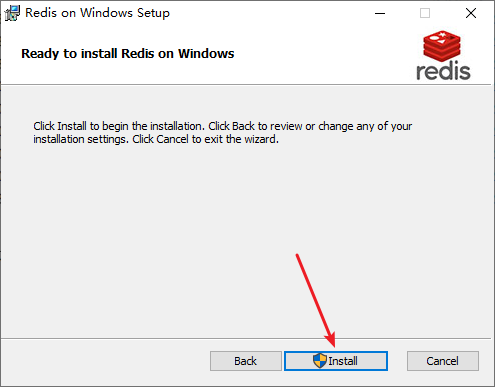 Redis on Windows Setup
Ready to install Redis on Windows
redis
Click Install to begin the installation. Click Back to review or change any of your
installation settings. Click Cancel to exit the wizard.
Back
Install
Cancel